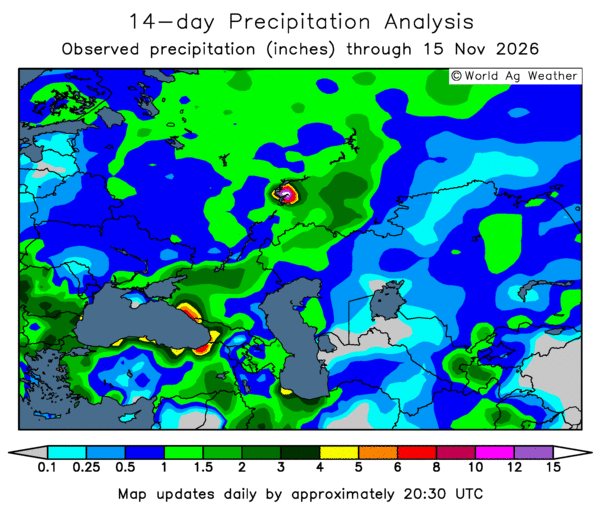 14-day Precipitation Analysis
Observed precipitation (inches) through 15 Nov 2026
© World Ag Weather
0.1 0.25 0.5 1 1.5 2 3 4 5 6 8 10 12 15
Map updates daily by approximately 20:30 UTC